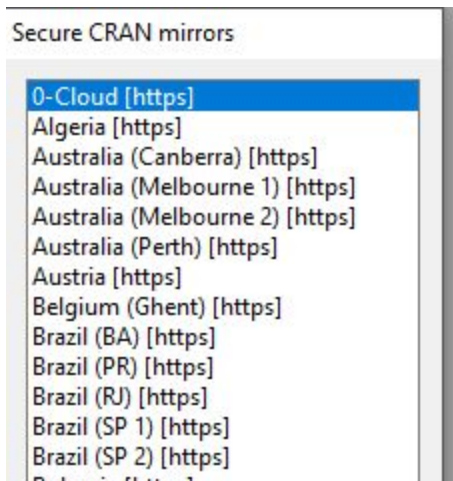 Secure CRAN mirrors
0-Cloud [https]
Algeria [https]
Australia (Canberra) [https]
Australia (Melbourne 1) [https]
Australia (Melbourne 2) [https]
Australia (Perth) [https]
Austria [https]
Belgium (Ghent) [https]
Brazil (BA) [https]
Brazil (PR) [https]
Brazil (RJ) [https]
Brazil (SP 1) [https]
Brazil (SP 2) [https]